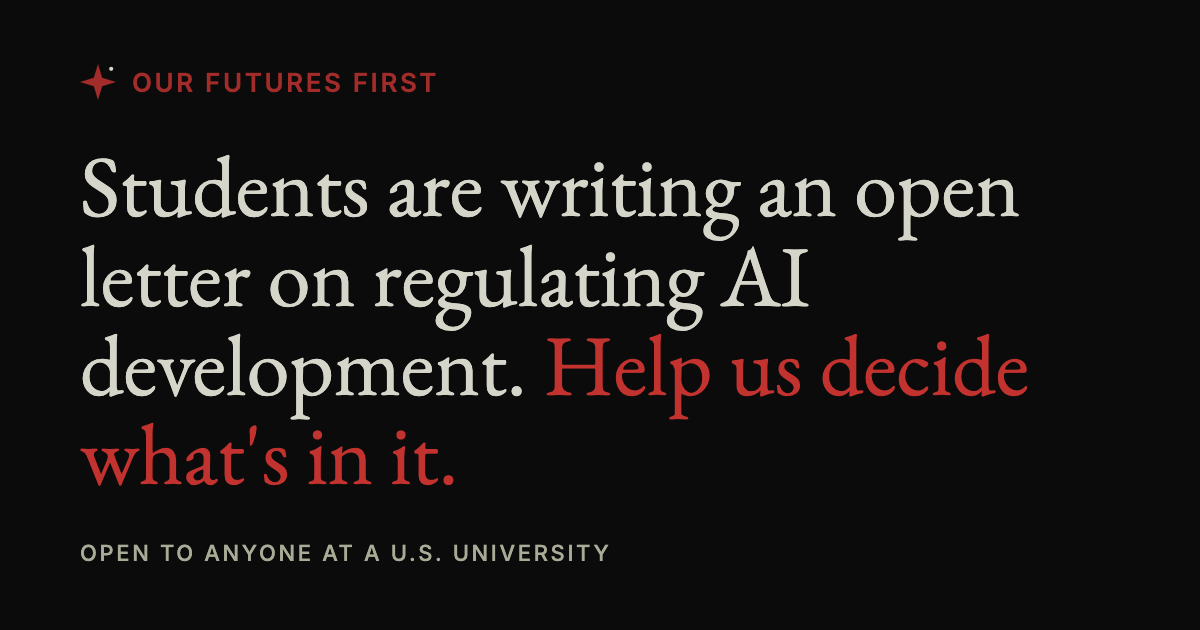 OUR FUTURES FIRST
Students are writing an open
letter on regulating AI
development. Help us decide
what's in it.
OPEN TO ANYONE AT A U.S. UNIVERSITY